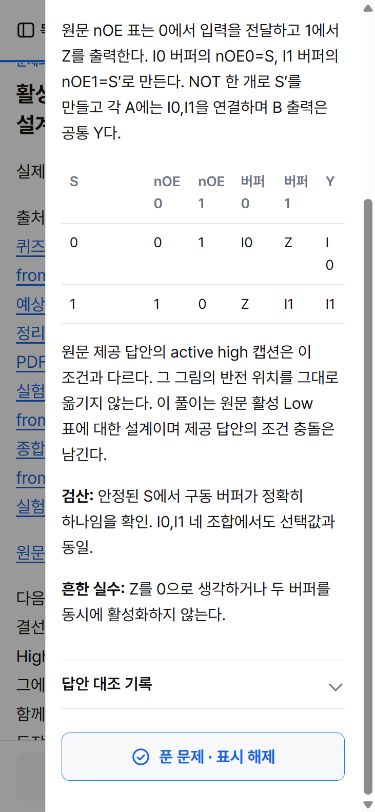 원문 nOE 표는 0에서 입력을 전달하고 1에서
Z를 출력한다. I0 버퍼의 nOE0=S, I1 버퍼의
nOE1=S′로 만든다. NOT 한 개로 S′를
만들고 각 A에는 I0,I1을 연결하며 B 출력은
공통 Y다.
S nOE0 nOE1 버퍼0 버퍼1 Y
0 0 1 I0 Z I0
1 1 0 Z I1 I1
원문 제공 답안의 active high 캡션은 이
조건과 다르다. 그 그림의 반전 위치를 그대로
옮기지 않는다. 이 풀이는 원문 활성 Low
표에 대한 설계이며 제공 답안의 조건 충돌은
남긴다.
검산: 안정된 S에서 구동 버퍼가 정확히
하나임을 확인. I0,I1 네 조합에서도 선택값과
동일.
흔한 실수: Z를 0으로 생각하거나 두 버퍼를
동시에 활성화하지 않는다.
답안 대조 기록
푼 문제 · 표시 해제
활성
설계
실제
출처
퀴즈
from
예상
정리
PDF
실험
from
종합
from
실험
원문
다음
결선
High
그에
함께